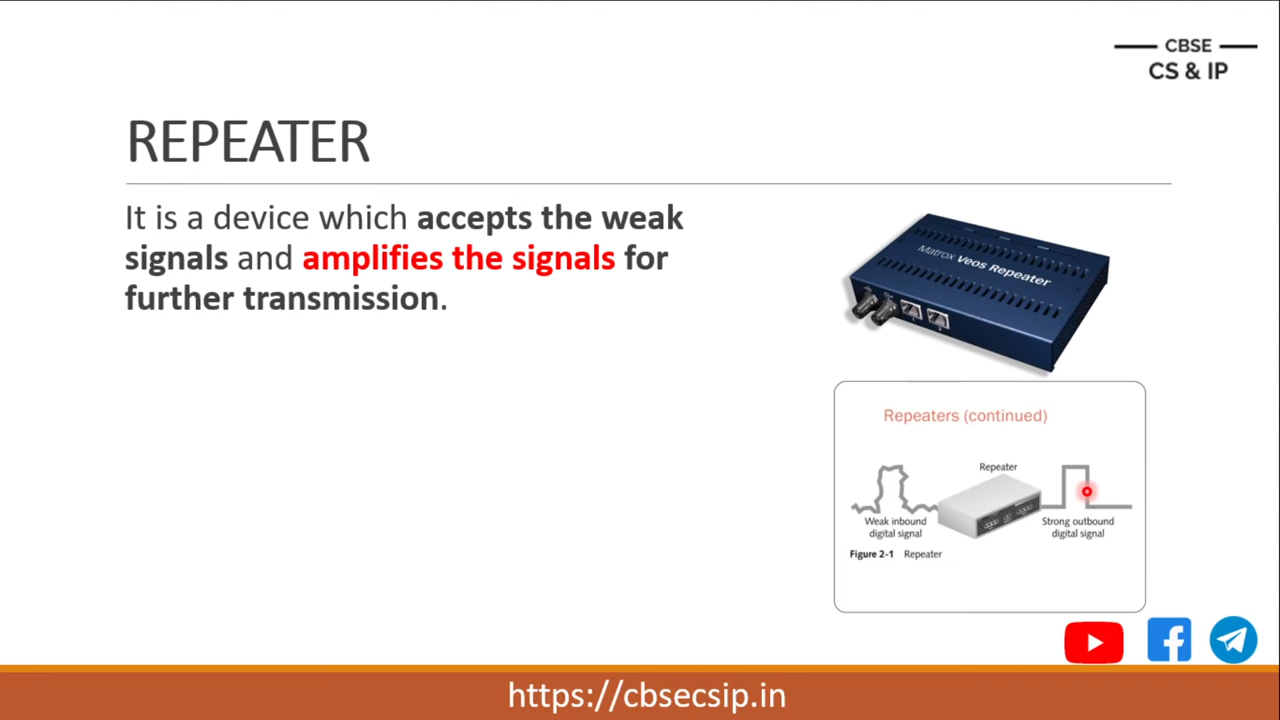 CBSE
CS & IP
REPEATER
It is a device which accepts the weak
signals and amplifies the signals for
further transmission.
Matrox Veos Repeater
Repeaters (continued)
Repeater
Weak inbound
digital signal
Strong outbound
digital signal
Figure 2-1 Repeater
https://cbsecsip.in